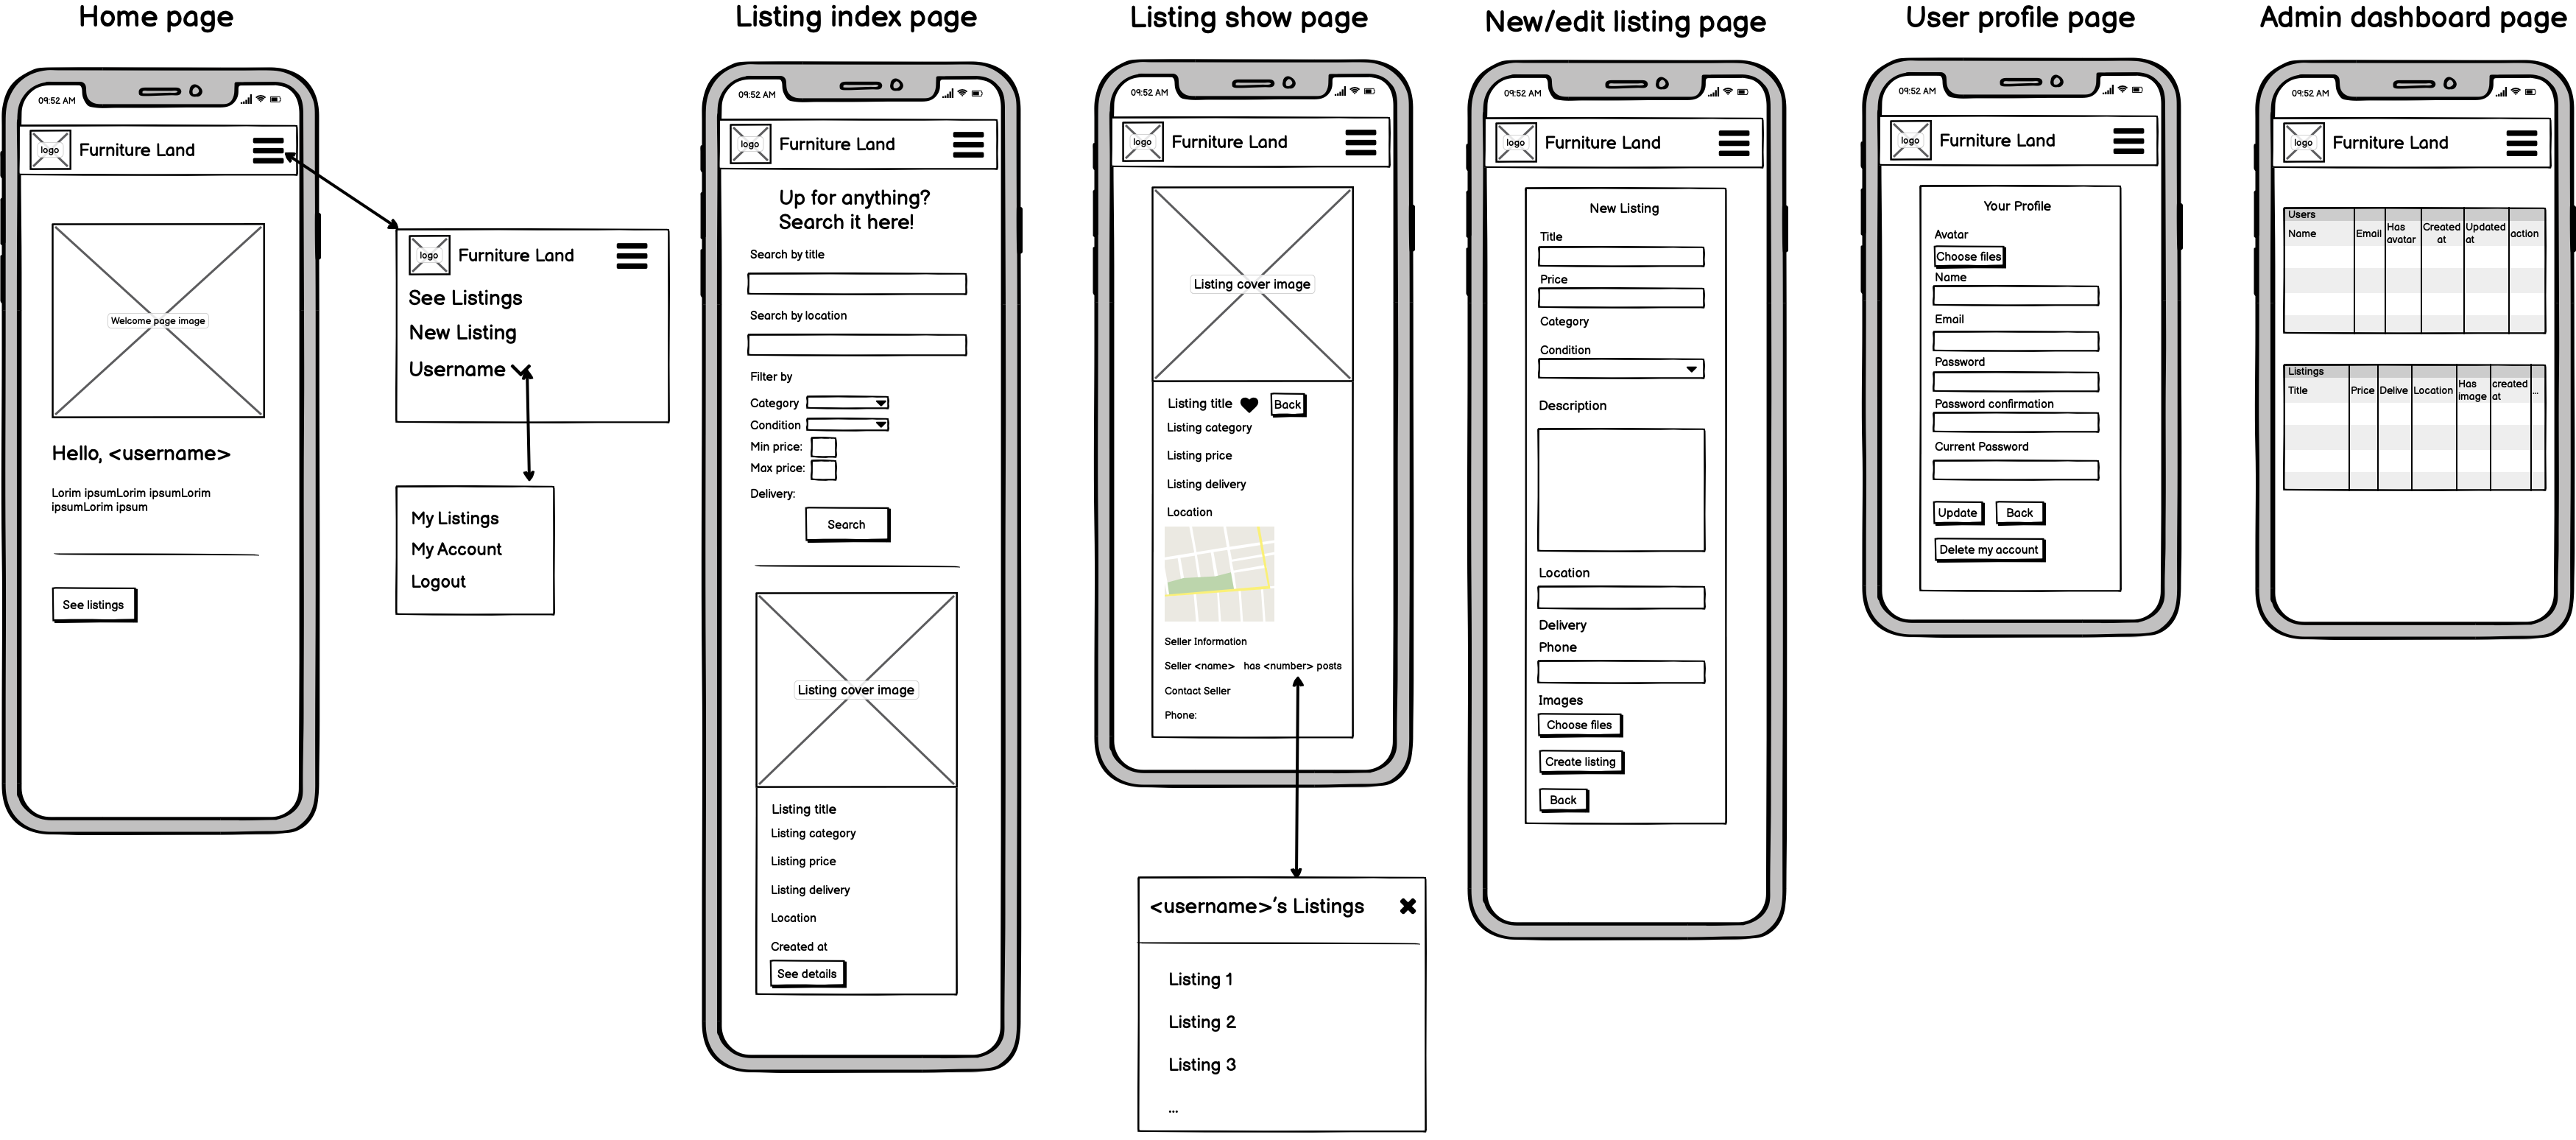 Home page
09:52 AM
logo
Furniture Land
Welcome page image
Hello, <username>
Lorim ipsumLorim ipsumLorim
ipsumLorim ipsum
See listings
logo
Furniture Land
See Listings
New Listing
Username
My Listings
My Account
Logout
Listing index page
09:52 AM
logo
Furniture Land
Up for anything?
Search it here!
Search by title
Search by location
Filter by
Category
Condition
Min price:
Max price:
Delivery:
Search
Listing cover image
Listing title
Listing category
Listing price
Listing delivery
Location
Created at
See details
Listing show page
09:52 AM
logo
Furniture Land
Listing cover image
Listing title
Back
Listing category
Listing price
Listing delivery
Location
Seller Information
Seller <name> has <number> posts
Contact Seller
Phone:
<username>'s Listings
Listing 1
Listing 2
Listing 3
...
New/edit listing page
09:52 AM
logo
Furniture Land
New Listing
Title
Price
Category
Condition
Description
Location
Delivery
Phone
Images
Choose files
Create listing
Back
User profile page
09:52 AM
logo
Furniture Land
Your Profile
Avatar
Choose files
Name
Email
Password
Password confirmation
Current Password
Update Back
Delete my account
Admin dashboard page
09:52 AM
logo
Furniture Land
Users
Name Email Has avatar Created at Updated at action
Listings
Title Price Delive Location Has image created at ...